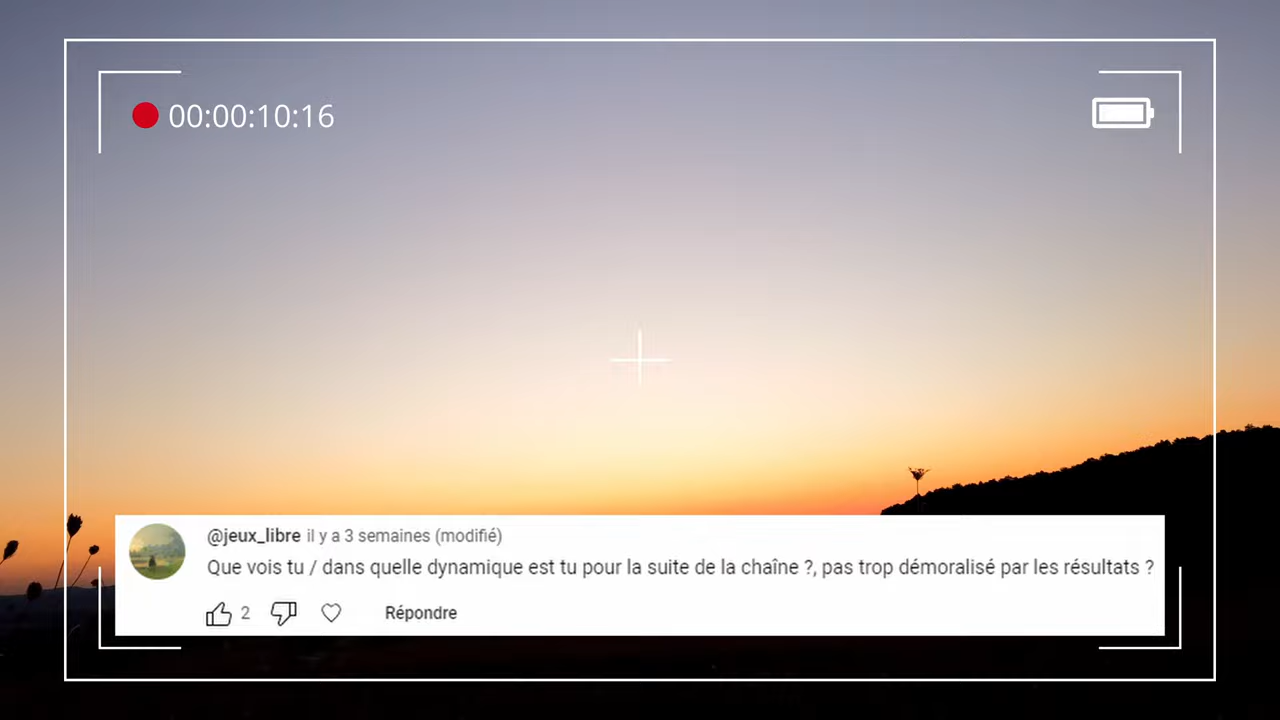 00:00:10:16
@jeux_libre il y a 3 semaines (modifié)
Que vois tu / dans quelle dynamique est tu pour la suite de la chaîne ?, pas trop démoralisé par les résultats ?
2 Répondre